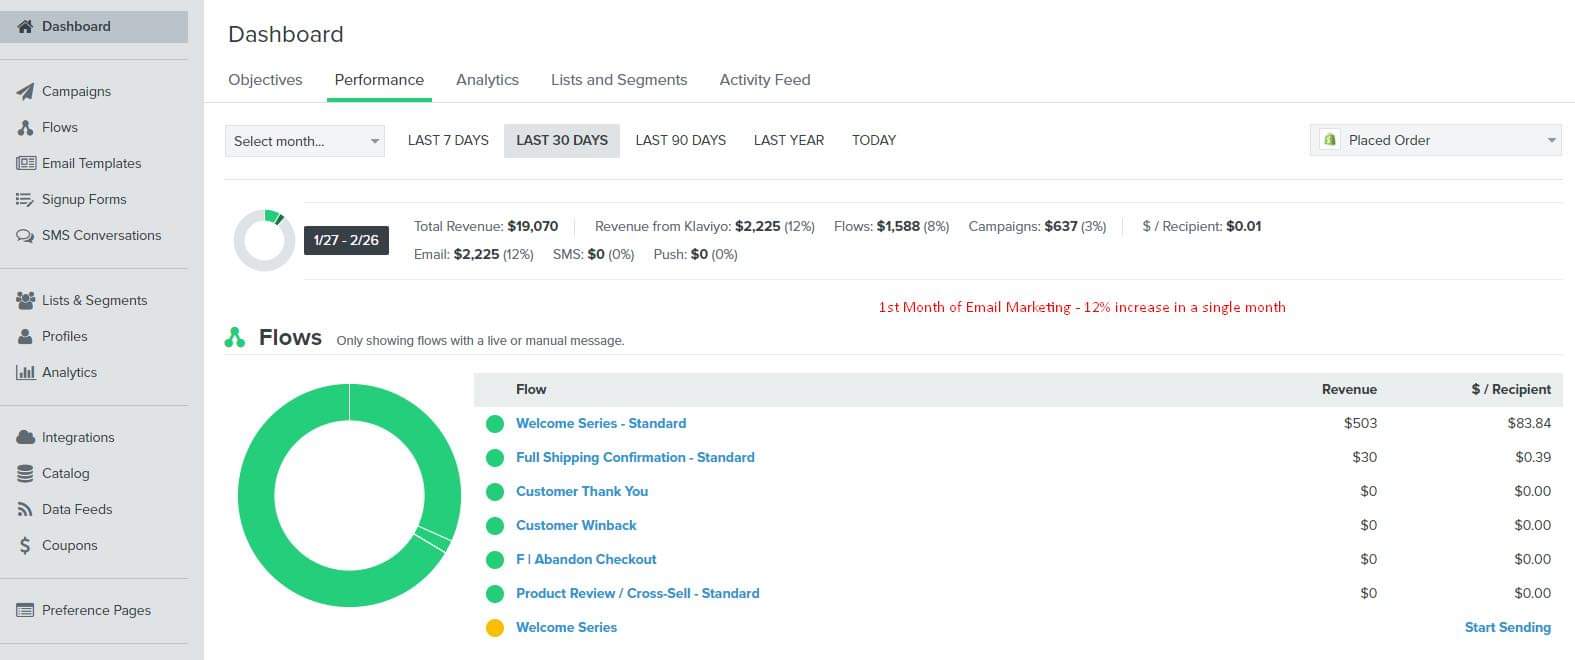 Dashboard
Campaigns
Flows
Email Templates
Signup Forms
SMS Conversations
Lists & Segments
Profiles
Analytics
Integrations
Catalog
Data Feeds
Coupons
Preference Pages
Dashboard
Objectives Performance Analytics Lists and Segments Activity Feed
Select month... LAST 7 DAYS LAST 30 DAYS LAST 90 DAYS LAST YEAR TODAY Placed Order
1/27 - 2/26
Total Revenue: $19,070 Revenue from Klaviyo: $2,225 (12%) Flows: $1,588 (8%) Campaigns: $637 (3%) $ / Recipient: $0.01
Email: $2,225 (12%) SMS: $0 (0%) Push: $0 (0%)
1st Month of Email Marketing - 12% increase in a single month
Flows Only showing flows with a live or manual message.
Flow Revenue $ / Recipient
Welcome Series - Standard $503 $83.84
Full Shipping Confirmation - Standard $30 $0.39
Customer Thank You $0 $0.00
Customer Winback $0 $0.00
F | Abandon Checkout $0 $0.00
Product Review / Cross-Sell - Standard $0 $0.00
Welcome Series Start Sending